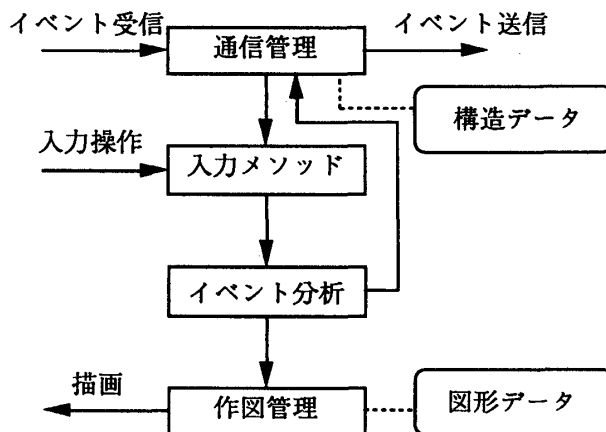 イベント受信
イベント送信
通信管理
構造データ
入力操作
入力メソッド
イベント分析
描画
作図管理
図形データ